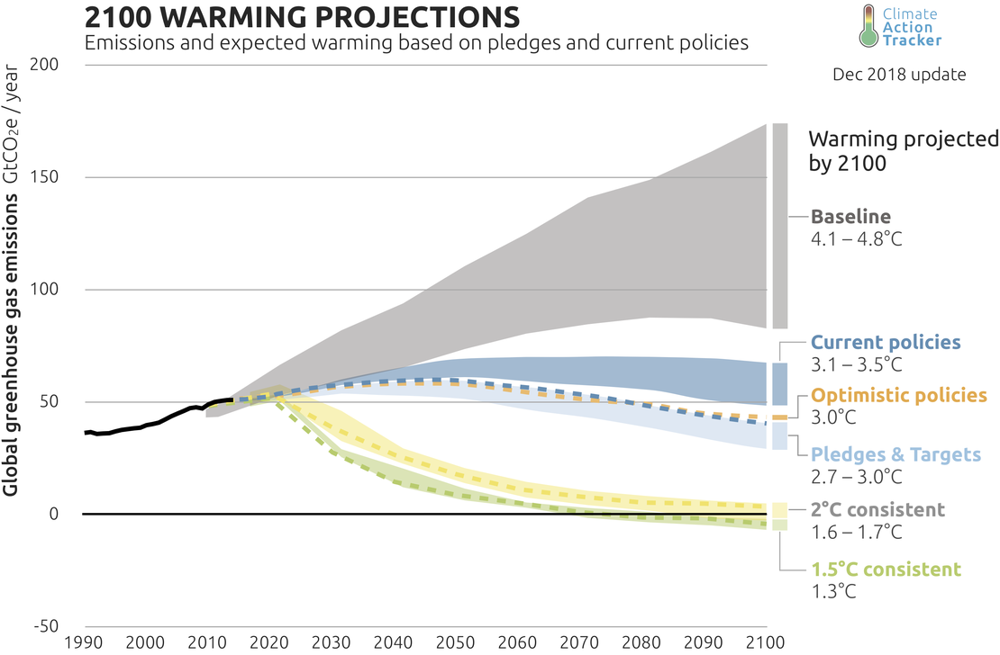 2100 WARMING PROJECTIONS
Emissions and expected warming based on pledges and current policies
Climate
Action
Tracker
Dec 2018 update
Global greenhouse gas emissions GtCO2e / year
200
150
100
50
0
-50
1990 2000 2010 2020 2030 2040 2050 2060 2070 2080 2090 2100
Warming projected
by 2100
Baseline
4.1 – 4.8°C
Current policies
3.1 – 3.5°C
Optimistic policies
3.0°C
Pledges & Targets
2.7 – 3.0°C
2°C consistent
1.6 – 1.7°C
1.5°C consistent
1.3°C